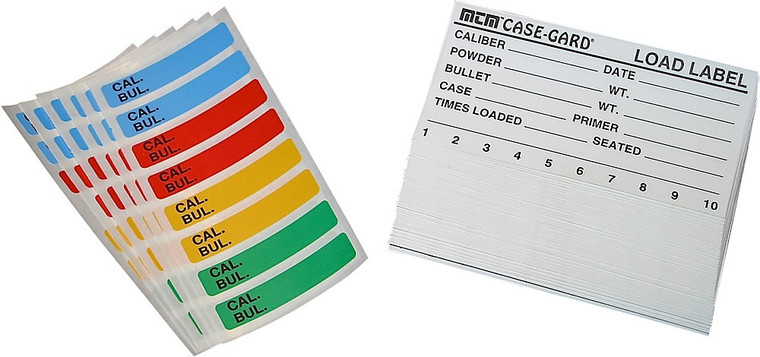 CAL.
BUL.
CAL.
BUL.
CAL.
BUL.
CAL.
BUL.
CAL.
BUL.
CAL.
BUL.
CAL.
BUL.
CAL.
BUL.
MTM CASE-GARD®
LOAD LABEL
CALIBER DATE
POWDER WT.
BULLET WT.
CASE PRIMER
TIMES LOADED SEATED
1 2 3 4 5 6 7 8 9 10